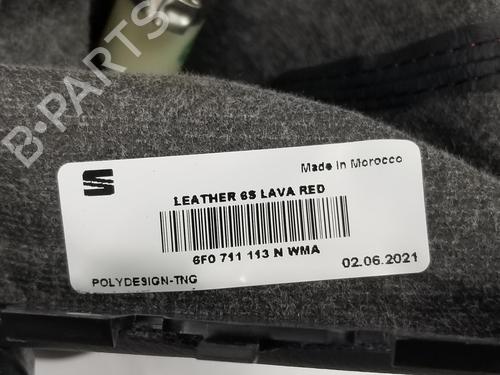 B-PARTS
Made in Morocco
LEATHER 6S LAVA RED
6F0 711 113 N WMA
02.06.2021
POLYDESIGN-TNG